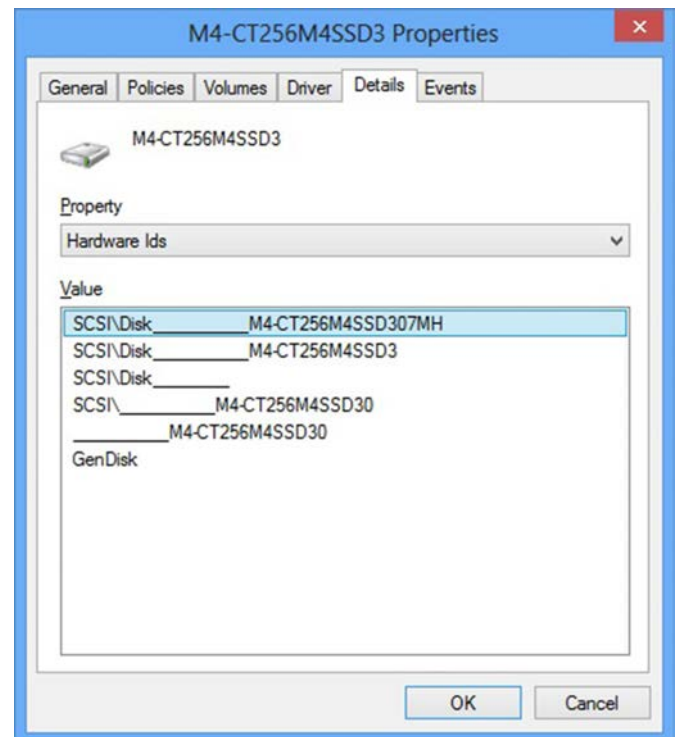 M4-CT256M4SSD3 Properties
General Policies Volumes Driver Details Events
M4-CT256M4SSD3
Property
Hardware Ids
Value
SCSI\Disk__________M4-CT256M4SSD307MH
SCSI\Disk__________M4-CT256M4SSD3
SCSI\Disk________
SCSI\__________M4-CT256M4SSD30
__________M4-CT256M4SSD30
GenDisk
OK Cancel